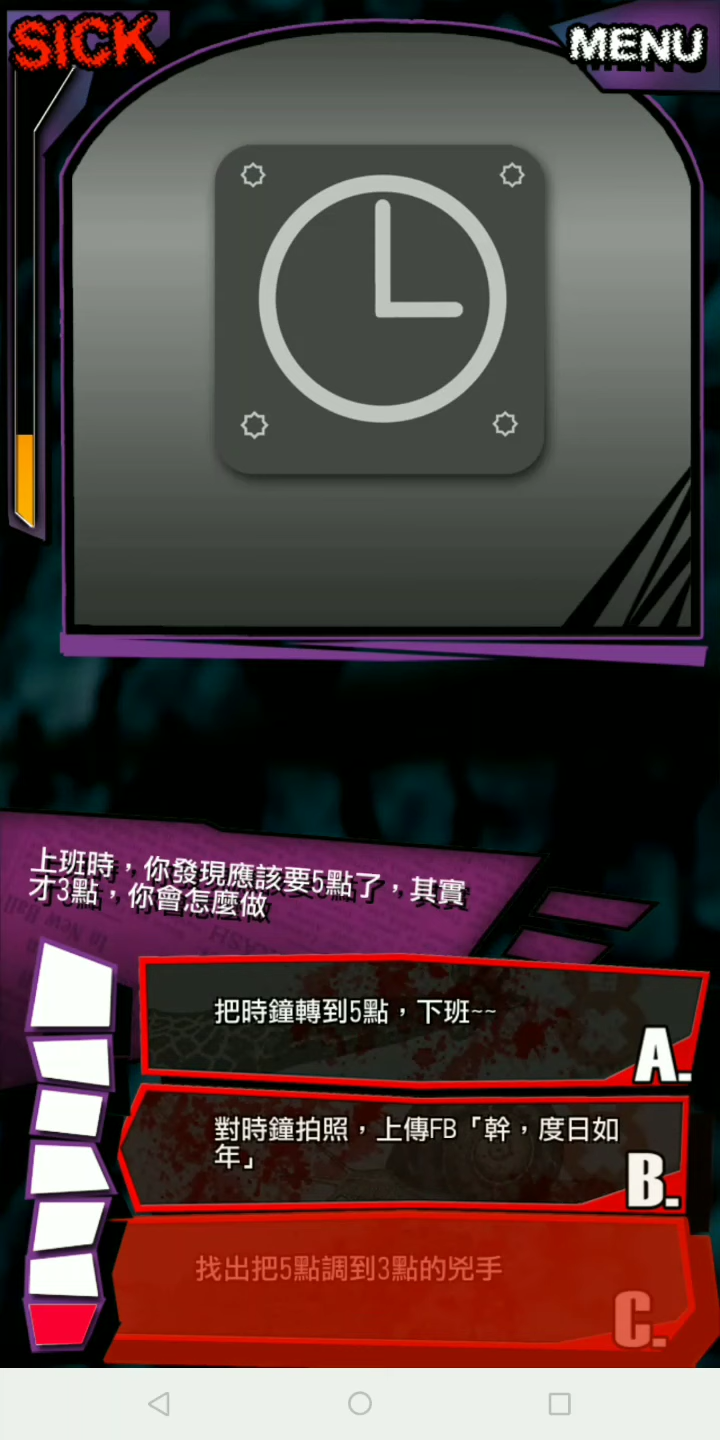 SICK
MENU
上班時，你發現應該要5點了，其實
才3點，你會怎麼做
把時鐘轉到5點，下班~~
A.
對時鐘拍照，上傳FB「幹，度日如
年」
B.
找出把5點調到3點的兇手
C.